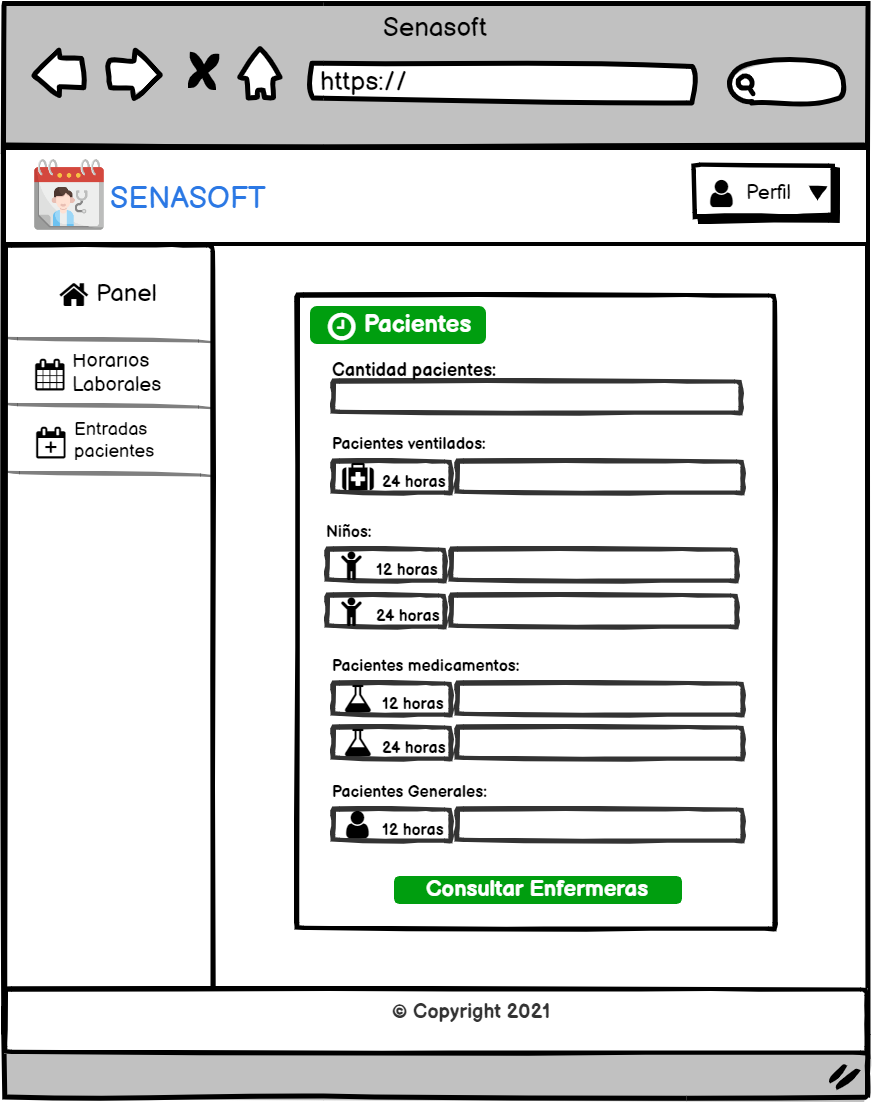 Senasoft
https://
SENASOFT
Perfil
Panel
Horarios
Laborales
Entradas
pacientes
Pacientes
Cantidad pacientes:
Pacientes ventilados:
24 horas
Niños:
12 horas
24 horas
Pacientes medicamentos:
12 horas
24 horas
Pacientes Generales:
12 horas
Consultar Enfermeras
© Copyright 2021